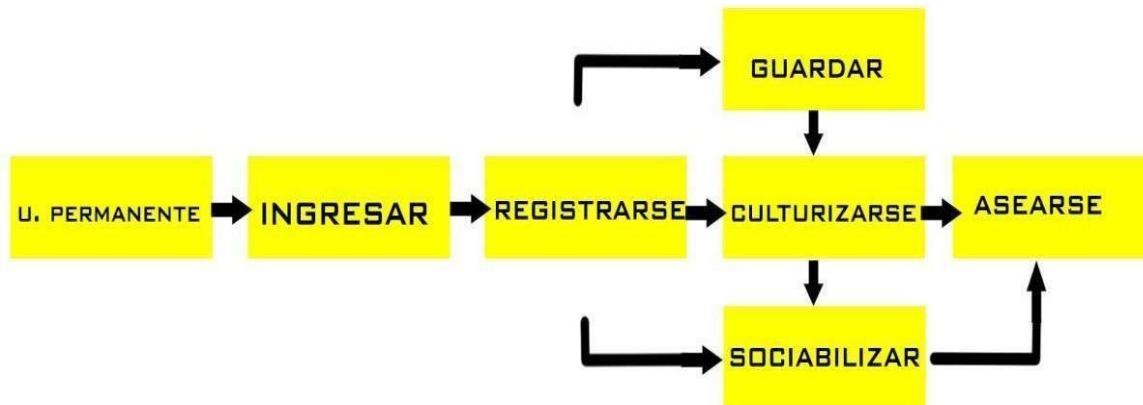 GUARDAR
U. PERMANENTE
INGRESAR
REGISTRARSE
CULTURIZARSE
ASEARSE
SOCIABILIZAR